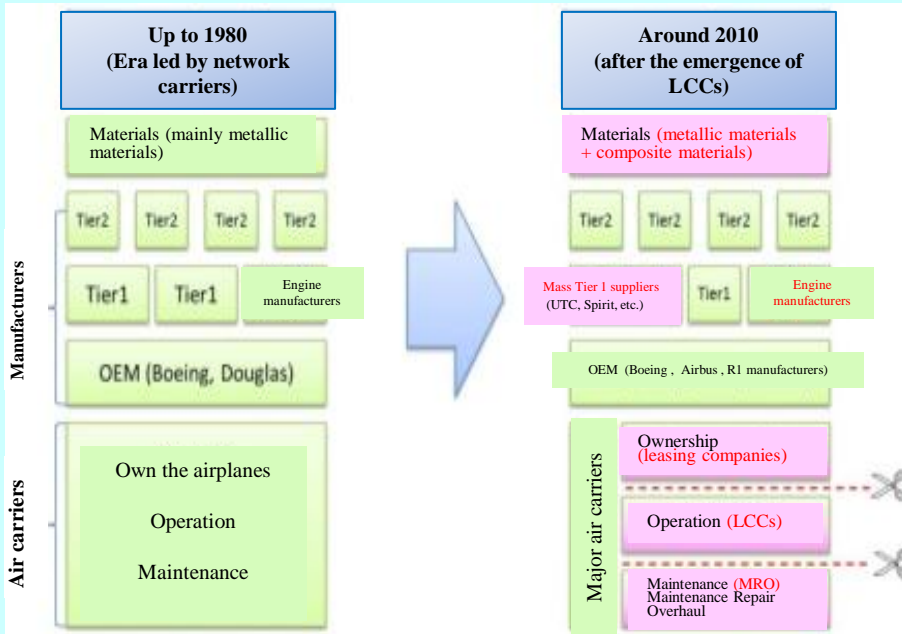 Up to 1980
(Era led by network
carriers)
Materials (mainly metallic
materials)
Tier2
Tier2
Tier2
Tier2
Tier1
Tier1
Engine
manufacturers
OEM (Boeing, Douglas)
Own the airplanes
Operation
Maintenance
Manufacturers
Air carriers
Around 2010
(after the emergence of
LCCs)
Materials (metallic materials
+ composite materials)
Tier2
Tier2
Tier2
Tier2
Mass Tier 1 suppliers
(UTC, Spirit, etc.)
Tier1
Engine
manufacturers
OEM (Boeing , Airbus , R1 manufacturers)
Major air carriers
Ownership
(leasing companies)
Operation (LCCs)
Maintenance (MRO)
Maintenance Repair
Overhaul